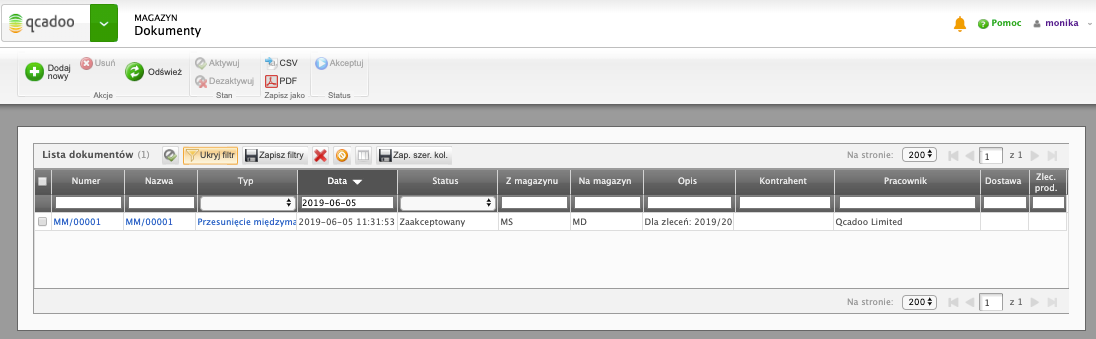 qcadoo
MAGAZYN
Dokumenty
Pomoc
monika
Dodaj nowy
Usuń
Odśwież
Akcje
Aktywuj
Dezaktywuj
Stan
CSV
PDF
Zapisz jako
Akceptuj
Status
Lista dokumentów (1)
Ukryj filtr
Zapisz filtry
Zap. szer. kol.
Na stronie: 200 1 z 1
Numer Nazwa Typ Data Status Z magazynu Na magazyn Opis Kontrahent Pracownik Dostawa Zlec. prod.
2019-06-05
MM/00001 MM/00001 Przesunięcie międzyma 2019-06-05 11:31:53 Zaakceptowany MS MD Dla zleceń: 2019/20 Qcadoo Limited
Na stronie: 200 1 z 1